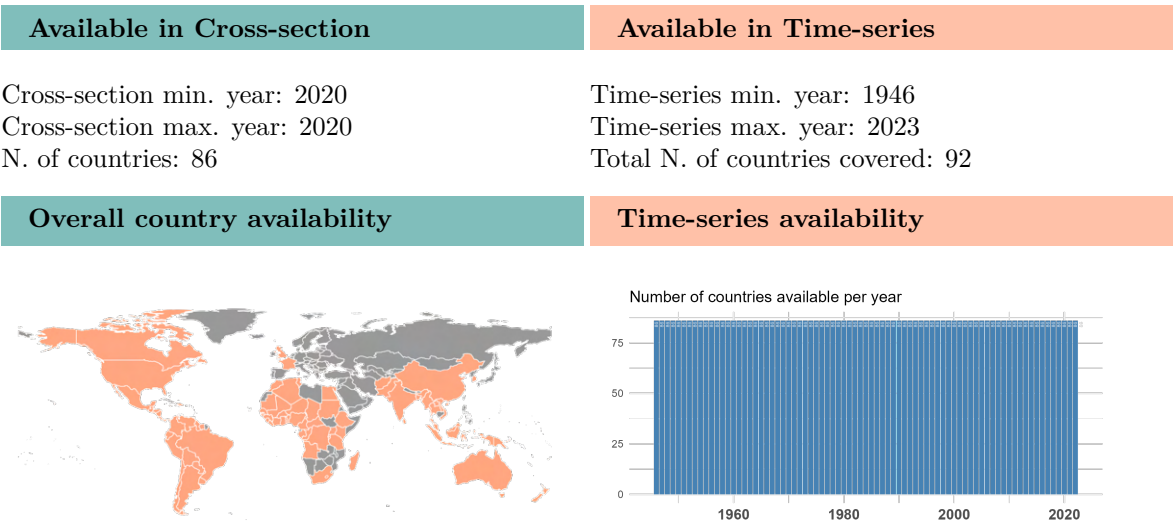 Available in Cross-section
Available in Time-series
Cross-section min. year: 2020
Cross-section max. year: 2020
N. of countries: 86
Time-series min. year: 1946
Time-series max. year: 2023
Total N. of countries covered: 92
Overall country availability
Time-series availability
Number of countries available per year
75
50
25
0
1960 1980 2000 2020